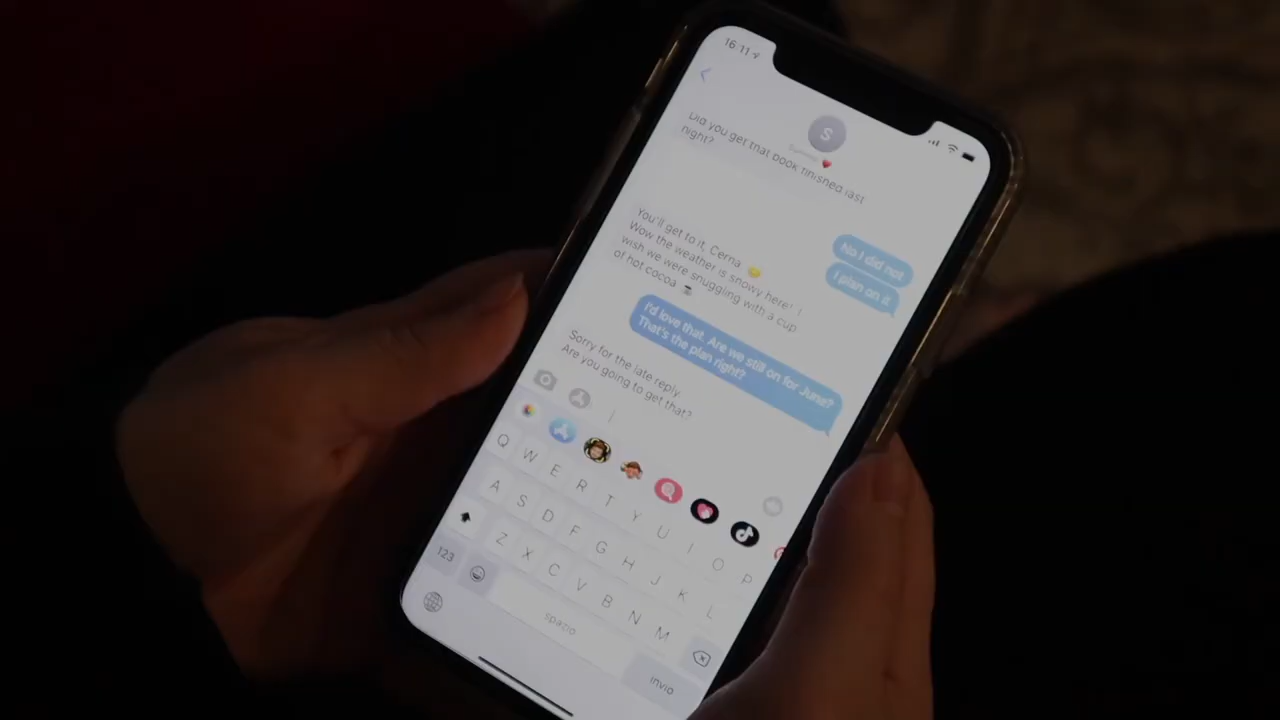 16:11
S
Summer
Did you get that book finished last
night?
No I did not
I plan on it
You'll get to it, Cerna
Wow the weather is snowy here! I
wish we were snuggling with a cup
of hot cocoa
I'd love that. Are we still on for June?
That's the plan right?
Sorry for the late reply.
Are you going to get that?
Q W E R T Y U I O P
A S D F G H J K L
Z X C V B N M
123
spazio
invio